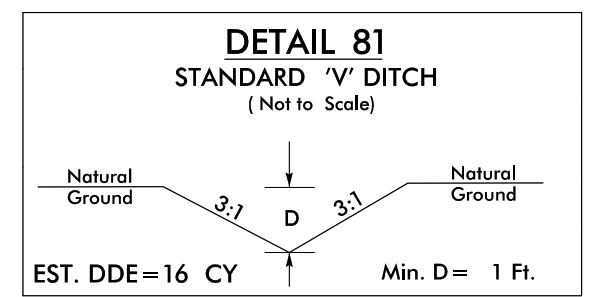 DETAIL 81
STANDARD 'V' DITCH
( Not to Scale)
Natural
Ground
3:1
D
3:1
Natural
Ground
EST. DDE=16 CY
Min. D= 1 Ft.